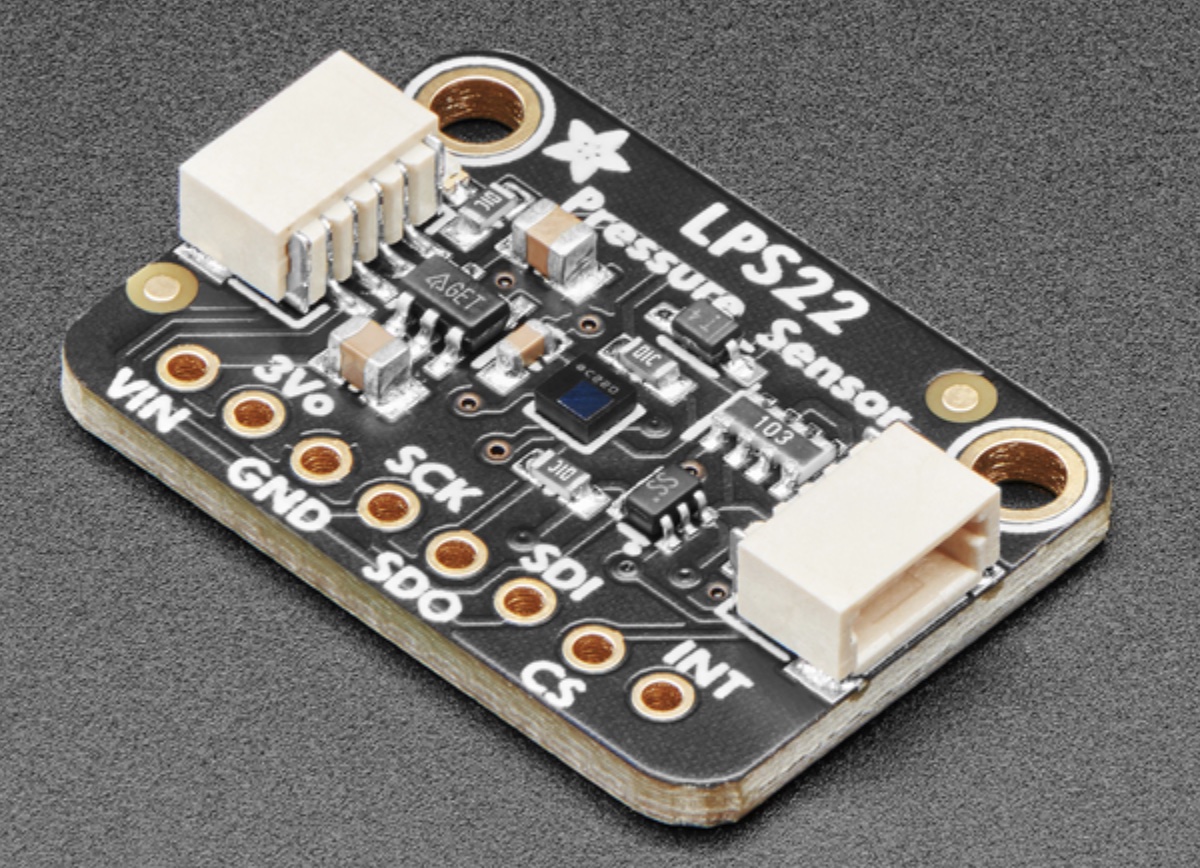 LPS22
Pressure Sensor
VIN
3Vo
GND
SCK
SDO
SDI
CS
INT
103